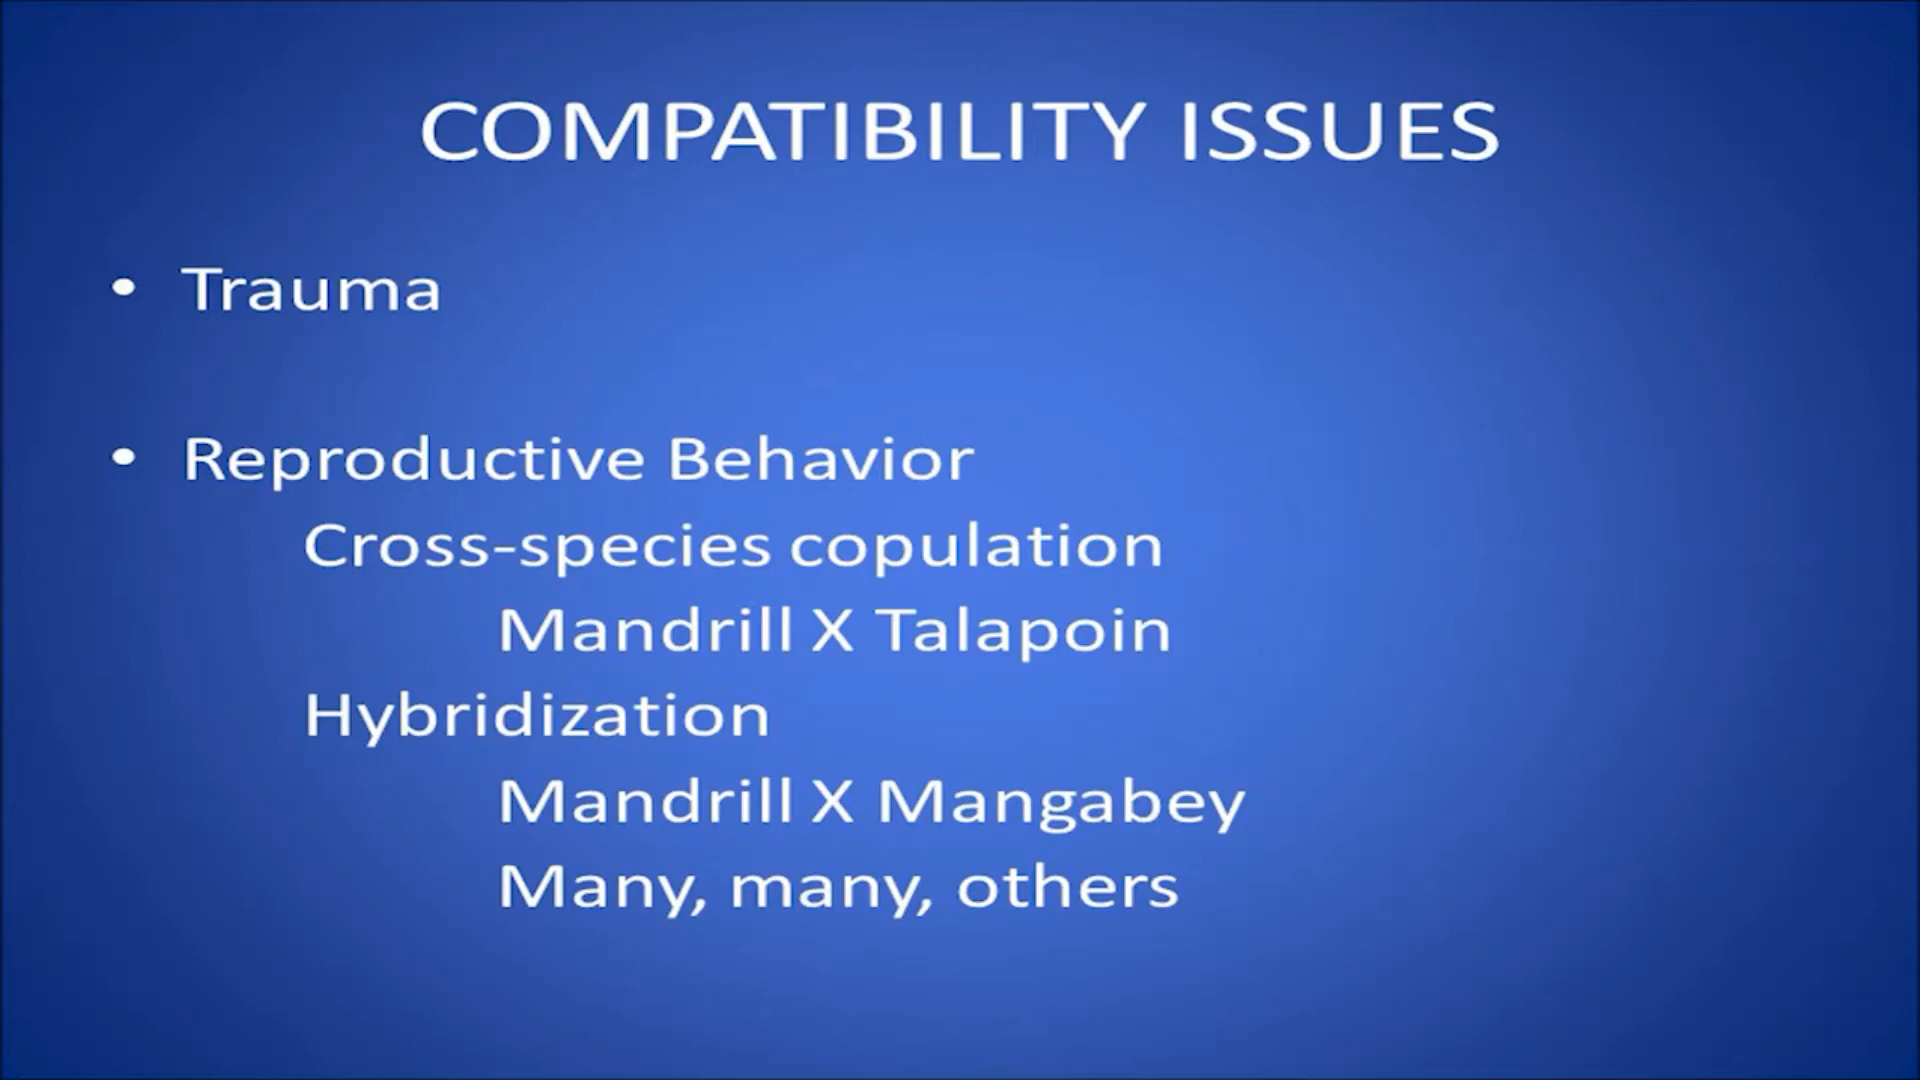 COMPATIBILITY ISSUES
• Trauma
• Reproductive Behavior
Cross-species copulation
Mandrill X Talapoin
Hybridization
Mandrill X Mangabey
Many, many, others